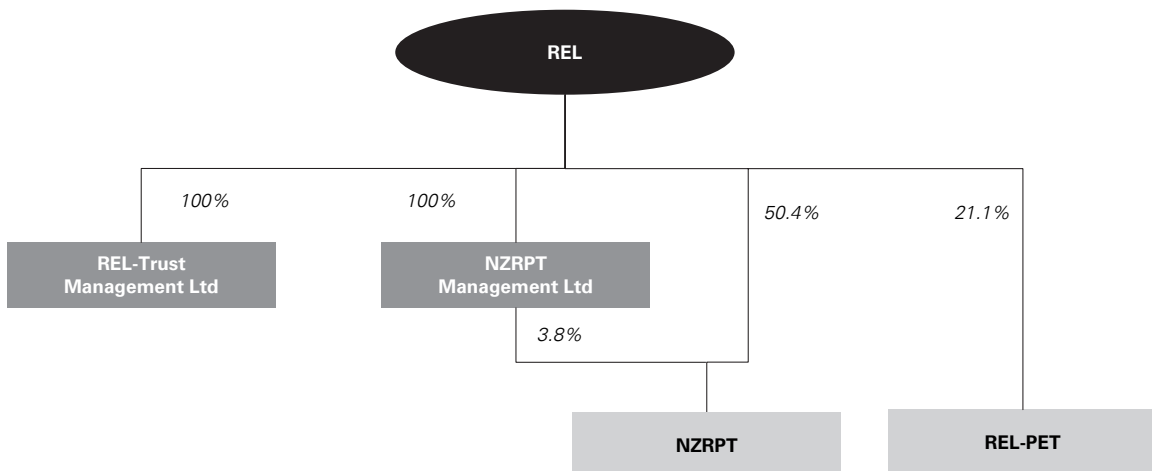 REL
100%
100%
50.4%
21.1%
REL-Trust
Management Ltd
NZRPT
Management Ltd
3.8%
NZRPT
REL-PET